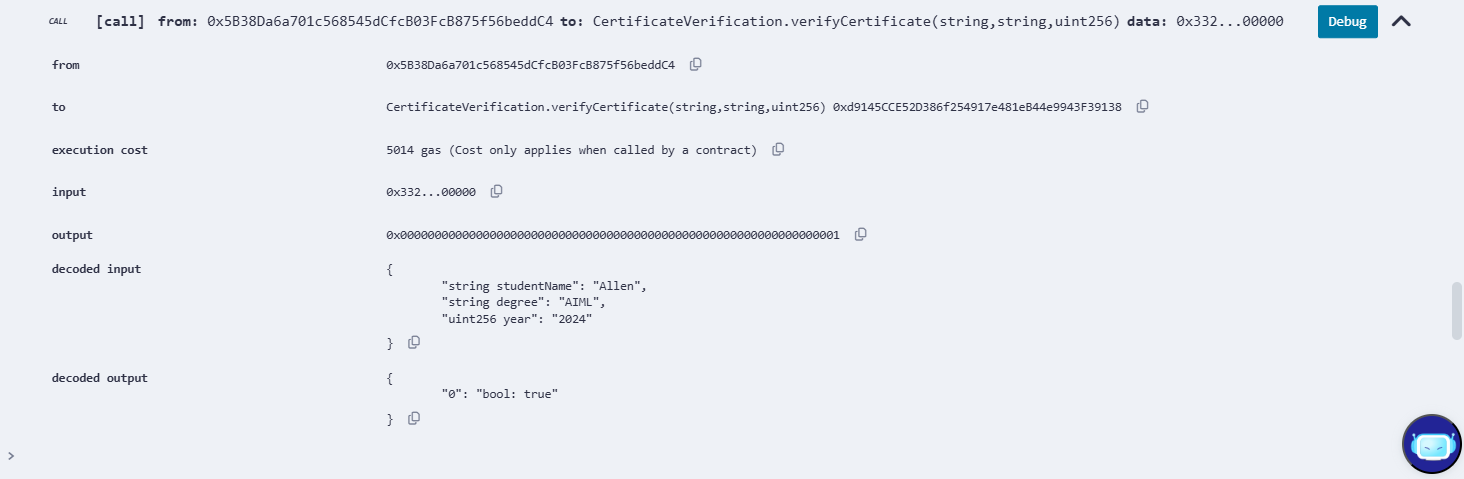 CALL [call] from: 0x5B38Da6a701c568545dCfcB03FcB875f56beddC4 to: CertificateVerification.verifyCertificate(string,string,uint256) data: 0x332...00000 Debug
from 0x5B38Da6a701c568545dCfcB03FcB875f56beddC4
to CertificateVerification.verifyCertificate(string,string,uint256) 0xd9145CCE52D386f254917e481eB44e9943F39138
execution cost 5014 gas (Cost only applies when called by a contract)
input 0x332...00000
output 0x0000000000000000000000000000000000000000000000000000000000000001
decoded input {
"string studentName": "Allen",
"string degree": "AIML",
"uint256 year": "2024"
}
decoded output {
"0": "bool: true"
}
>